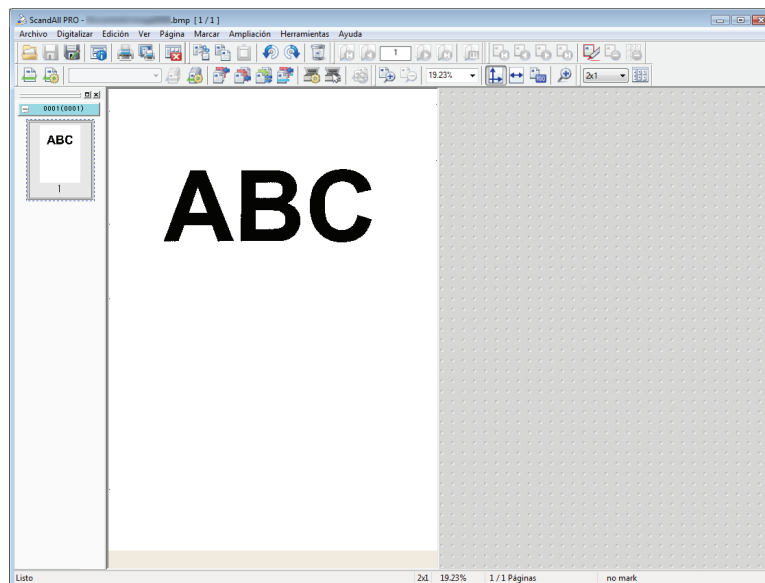 ScandAll PRO - .bmp [ 1 / 1 ]
Archivo Digitalizar Edición Ver Página Marcar Ampliación Herramientas Ayuda
1
19.23% 2x1
0001(0001)
ABC
1
ABC
Listo 2x1 19.23% 1 / 1 Páginas no mark